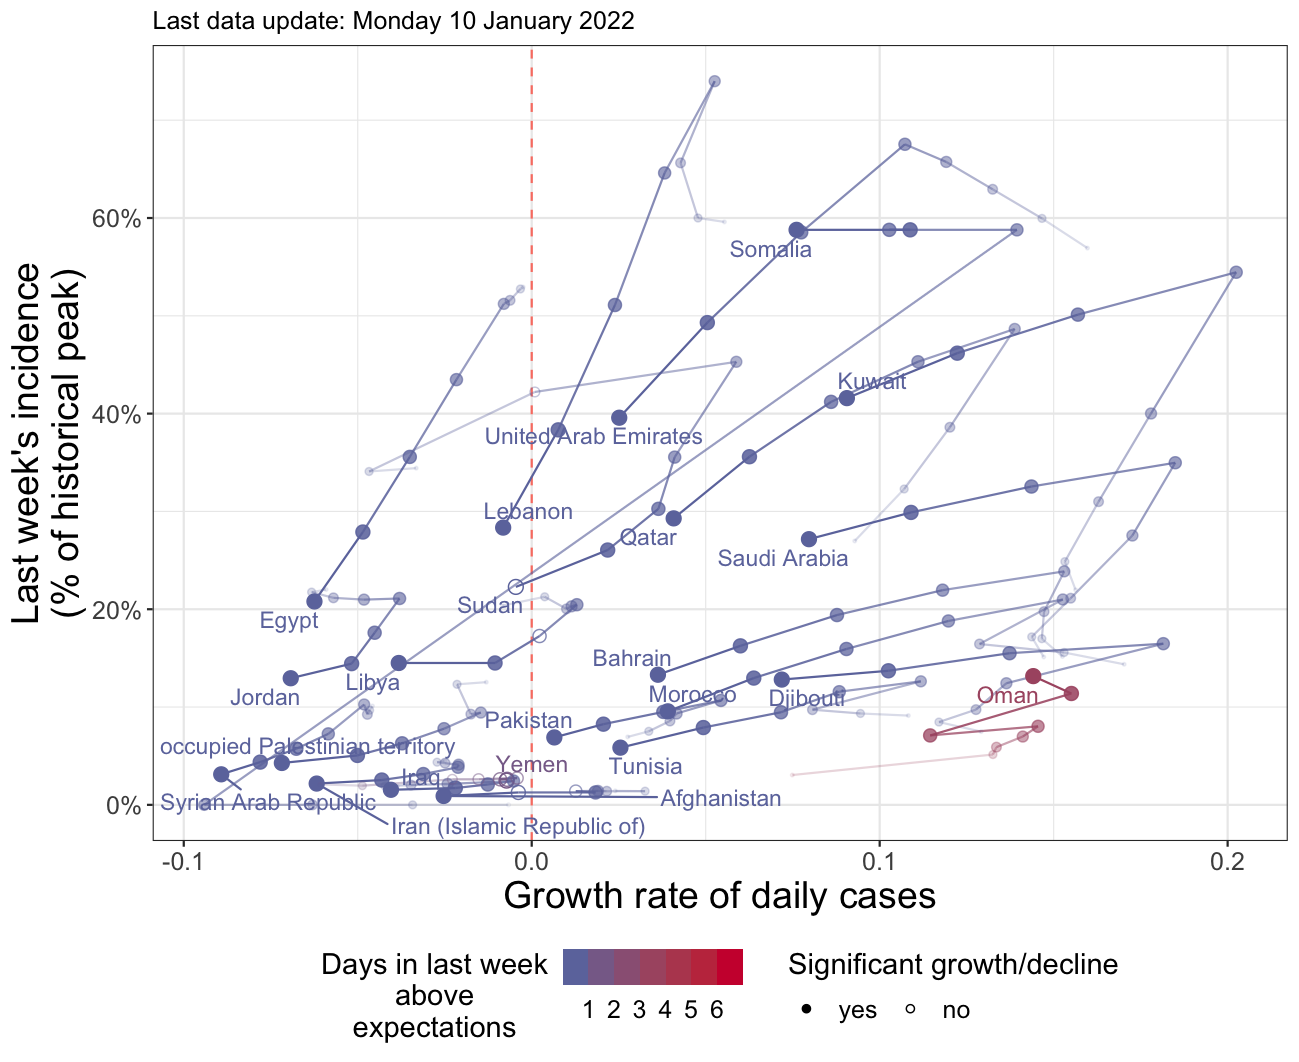 Last data update: Monday 10 January 2022
Last week's incidence
(% of historical peak)
60%
40%
20%
0%
Somalia
Kuwait
United Arab Emirates
Lebanon
Qatar
Saudi Arabia
Sudan
Egypt
Bahrain
Libya
Jordan
Morocco
Djibouti
Oman
Pakistan
occupied Palestinian territory
Yemen
Tunisia
Iraq
Syrian Arab Republic
Afghanistan
Iran (Islamic Republic of)
-0.1
0.0
0.1
0.2
Growth rate of daily cases
Days in last week
above
expectations
1 2 3 4 5 6
Significant growth/decline
yes
no